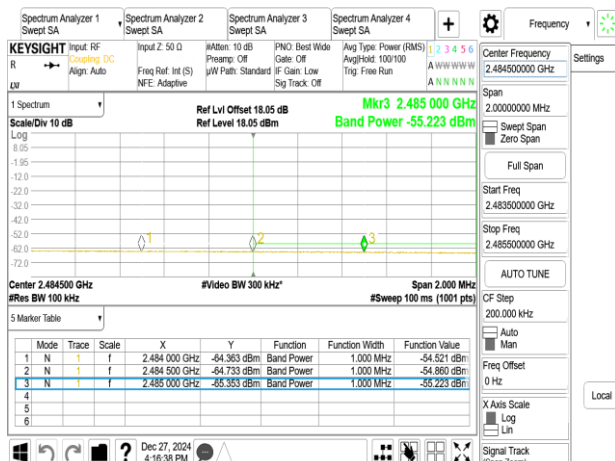 Spectrum Analyzer 1
Swept SA
Spectrum Analyzer 2
Swept SA
Spectrum Analyzer 3
Swept SA
Spectrum Analyzer 4
Swept SA
+
Frequency
KEYSIGHT
R
Input: RF
Coupling: DC
Align: Auto
Input Z: 50 Ω
Freq Ref: Int (S)
NFE: Adaptive
#Atten: 10 dB
Preamp: Off
µW Path: Standard
PNO: Best Wide
Gate: Off
IF Gain: Low
Sig Track: Off
Avg Type: Power (RMS)
Avg|Hold: 100/100
Trig: Free Run
1 2 3 4 5 6
A W W W W W
A N N N N N
1 Spectrum
Scale/Div 10 dB
Ref Lvl Offset 18.05 dB
Ref Level 18.05 dBm
Mkr3 2.485 000 GHz
Band Power -55.223 dBm
Log
8.05
-1.95
-12.0
-22.0
-32.0
-42.0
-52.0
-62.0
-72.0
1
2
3
Center 2.484500 GHz
#Video BW 300 kHz*
Span 2.000 MHz
#Res BW 100 kHz
#Sweep 100 ms (1001 pts)
5 Marker Table
Mode Trace Scale X Y Function Function Width Function Value
1 N 1 f 2.484 000 GHz -64.363 dBm Band Power 1.000 MHz -54.521 dBm
2 N 1 f 2.484 500 GHz -64.733 dBm Band Power 1.000 MHz -54.860 dBm
3 N 1 f 2.485 000 GHz -65.353 dBm Band Power 1.000 MHz -55.223 dBm
4
5
6
?
Dec 27, 2024
4:16:38 PM
Center Frequency
2.484500000 GHz
Span
2.00000000 MHz
Swept Span
Zero Span
Full Span
Start Freq
2.483500000 GHz
Stop Freq
2.485500000 GHz
AUTO TUNE
CF Step
200.000 kHz
Auto
Man
Freq Offset
0 Hz
X Axis Scale
Log
Lin
Signal Track
Settings
Local